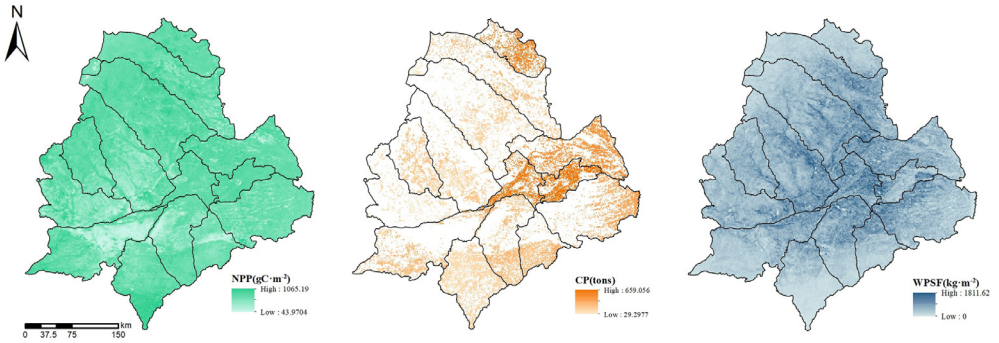 N
NPP(gC·m⁻²)
High : 1065.19
Low : 43.9704
km
0 37.5 75 150
CP(tons)
High : 659.056
Low : 29.2977
WPSF(kg·m⁻²)
High : 1811.62
Low : 0